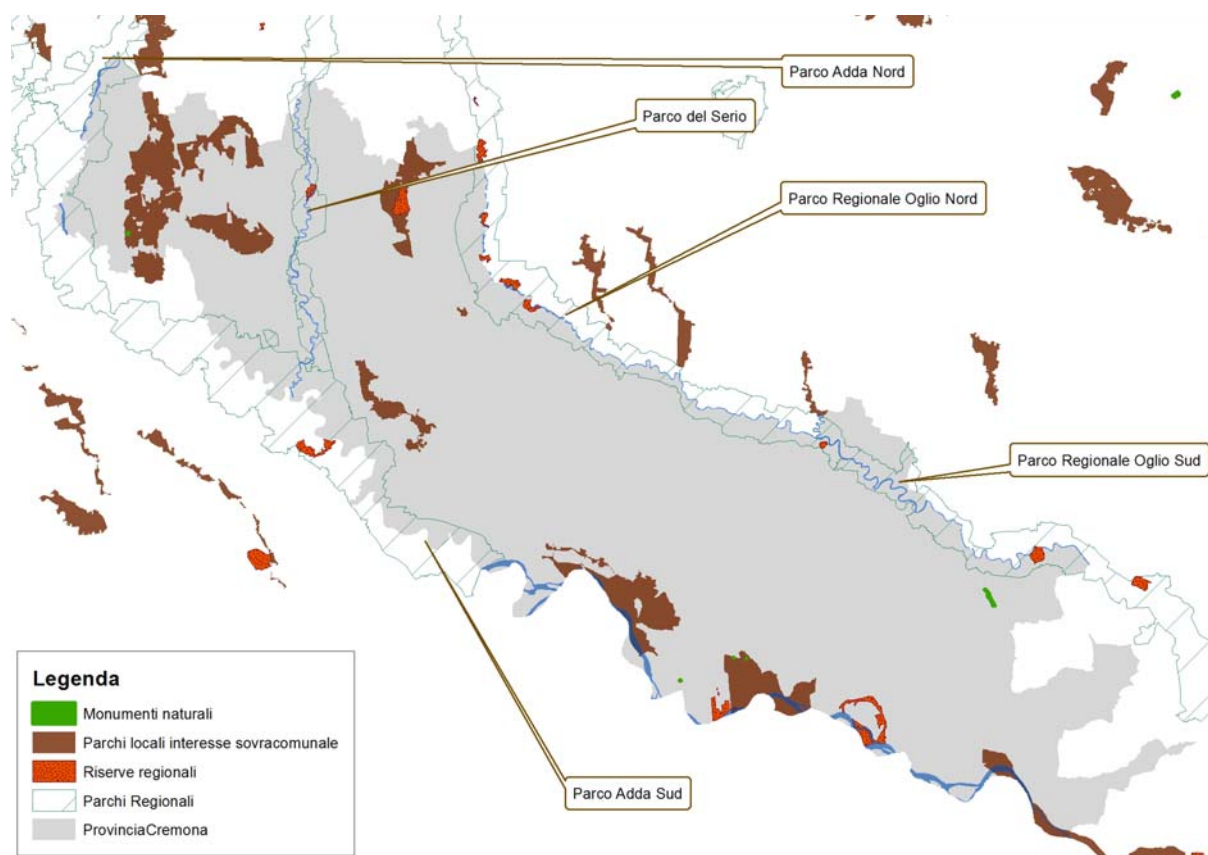 Parco Adda Nord
Parco del Serio
Parco Regionale Oglio Nord
Parco Regionale Oglio Sud
Parco Adda Sud
Legenda
Monumenti naturali
Parchi locali interesse sovracomunale
Riserve regionali
Parchi Regionali
ProvinciaCremona